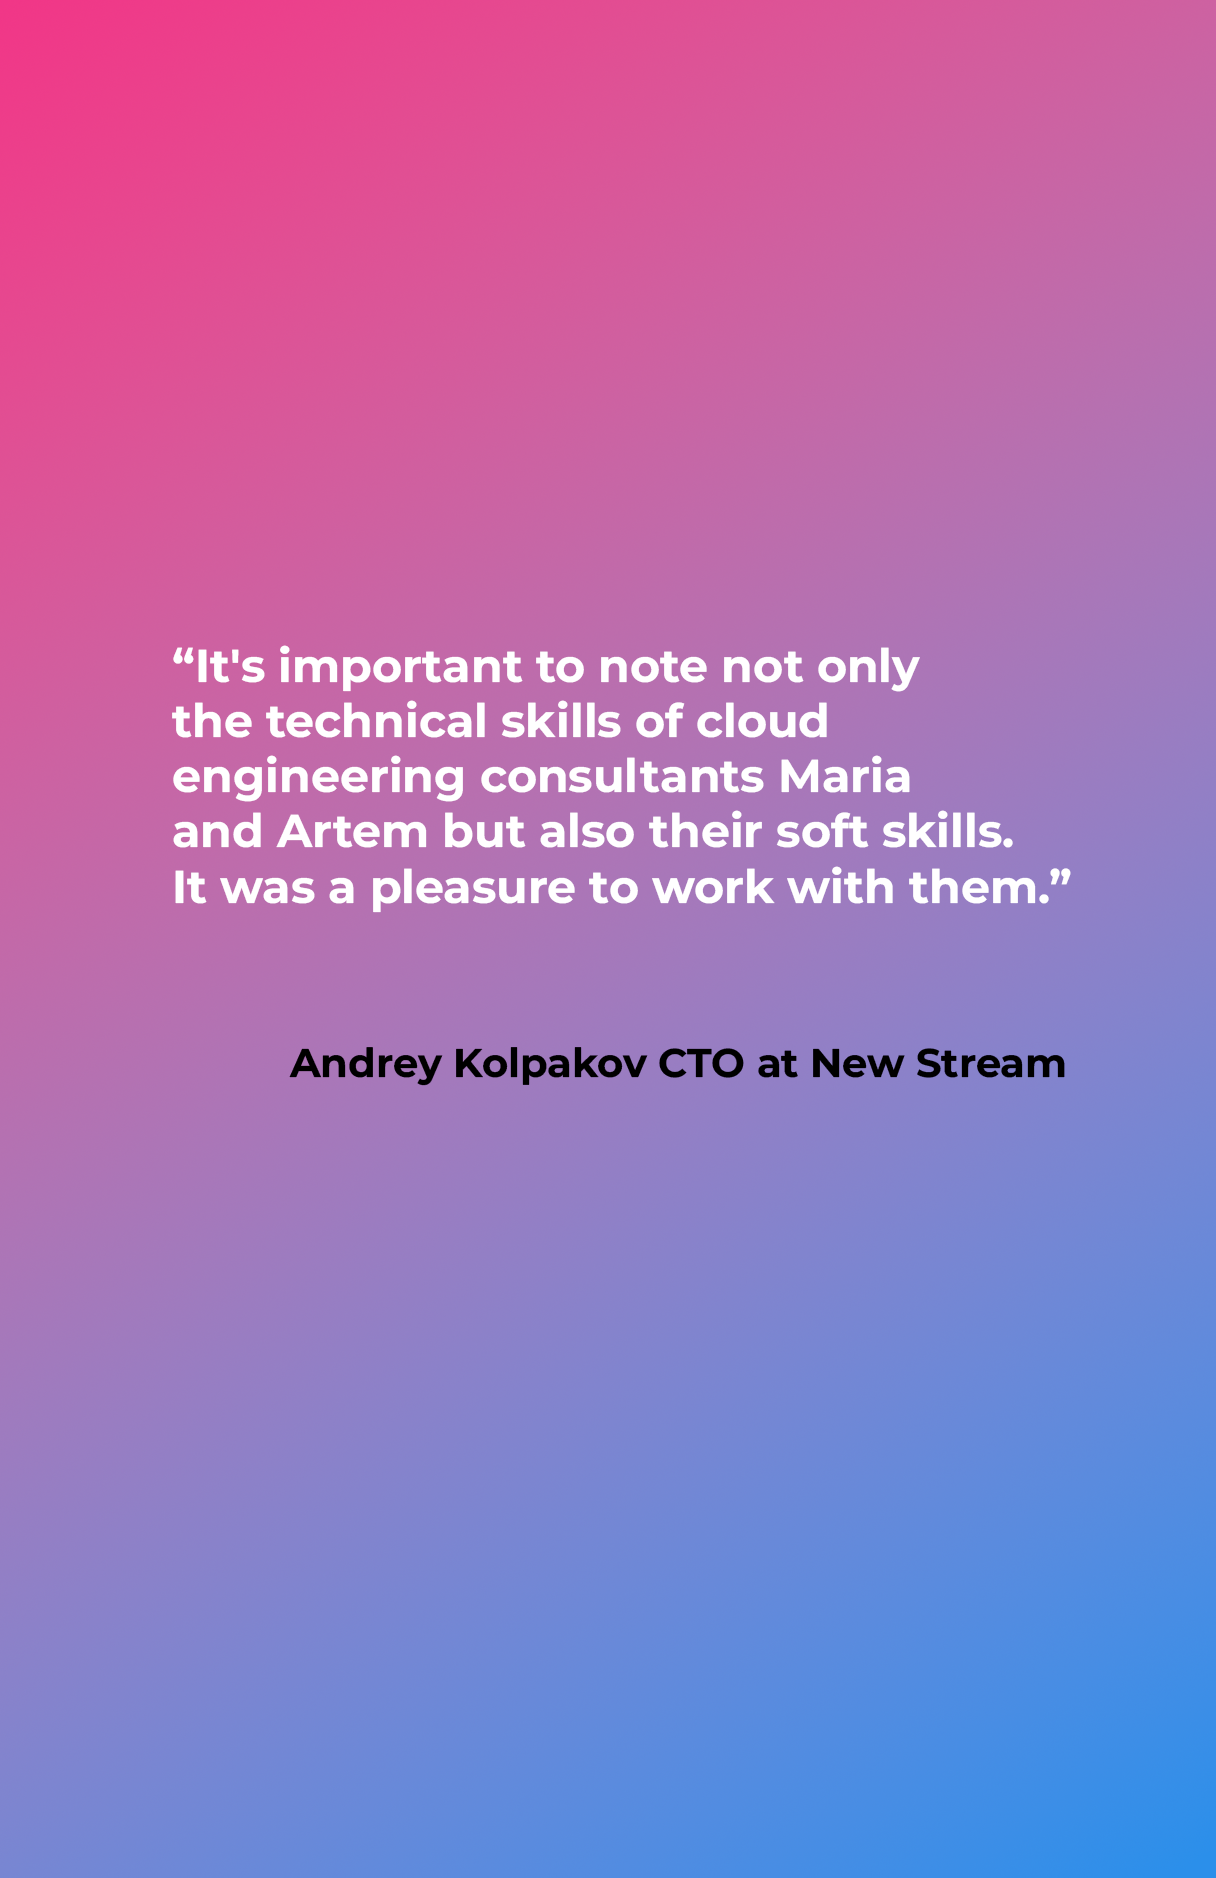 “It's important to note not only
the technical skills of cloud
engineering consultants Maria
and Artem but also their soft skills.
It was a pleasure to work with them.”
Andrey Kolpakov CTO at New Stream